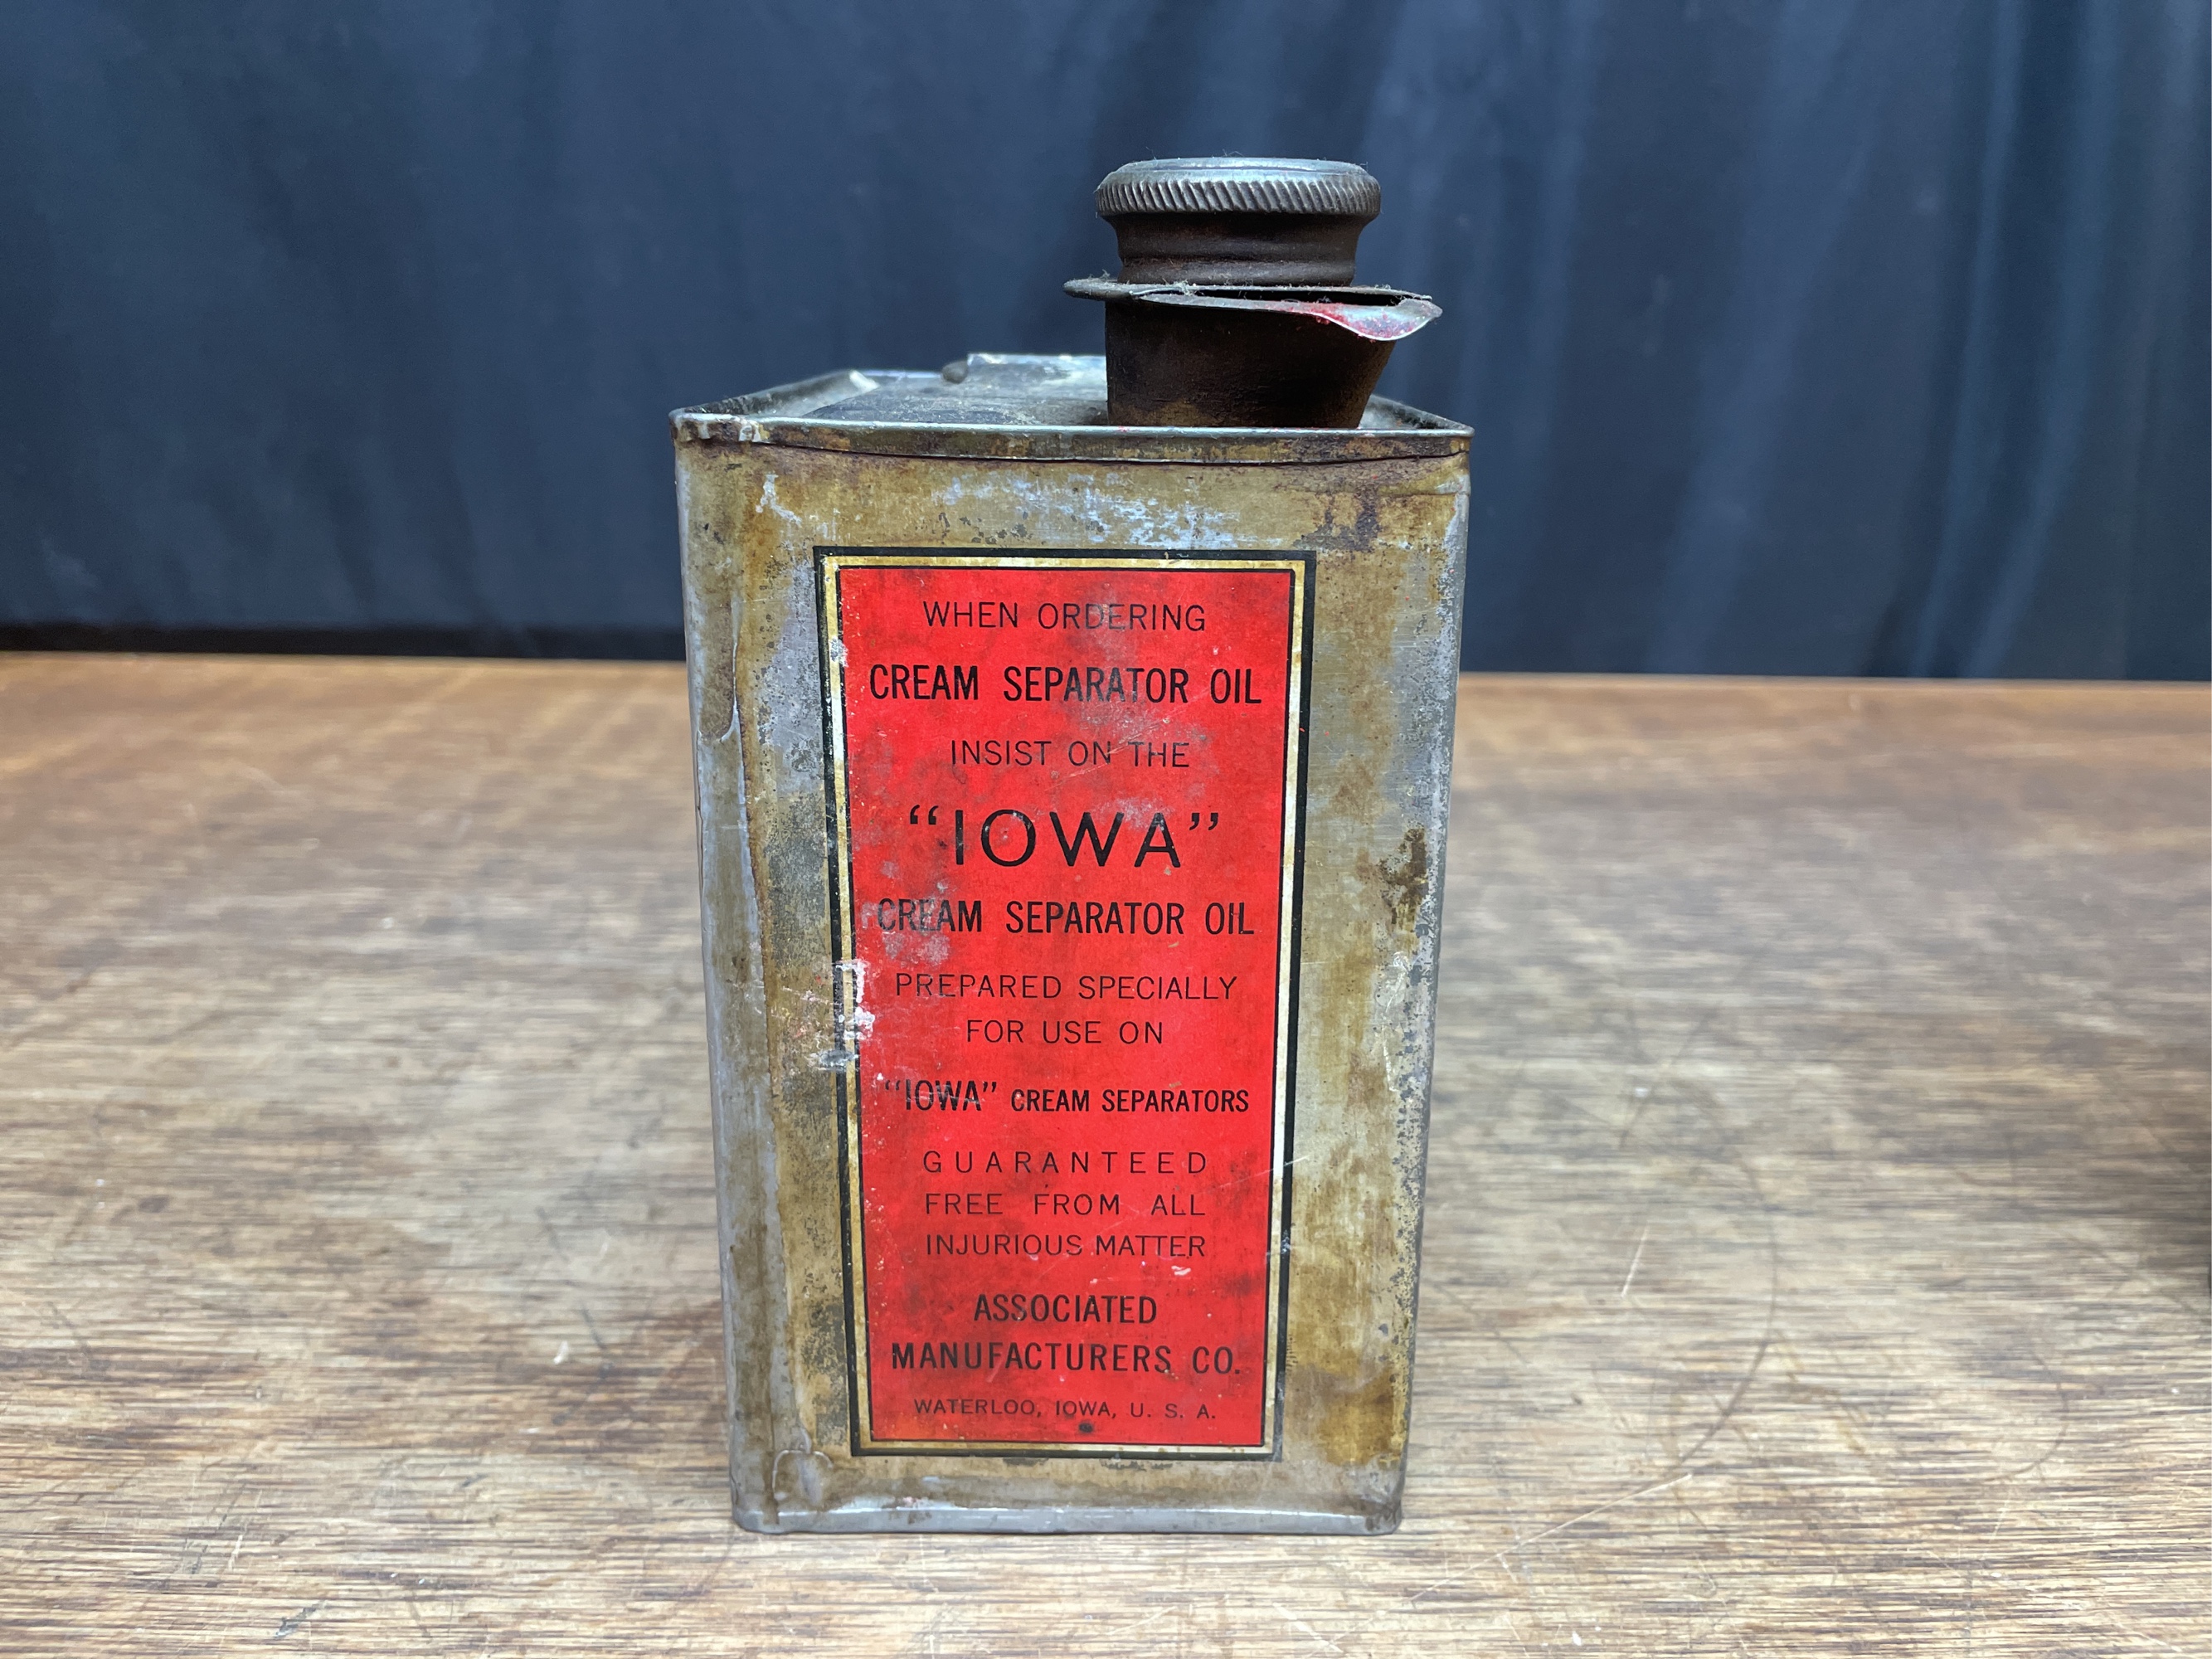 WHEN ORDERING
CREAM SEPARATOR OIL
INSIST ON THE
“IOWA”
CREAM SEPARATOR OIL
PREPARED SPECIALLY
FOR USE ON
“IOWA” CREAM SEPARATORS
GUARANTEED
FREE FROM ALL
INJURIOUS MATTER
ASSOCIATED
MANUFACTURERS CO.
WATERLOO, IOWA, U. S. A.